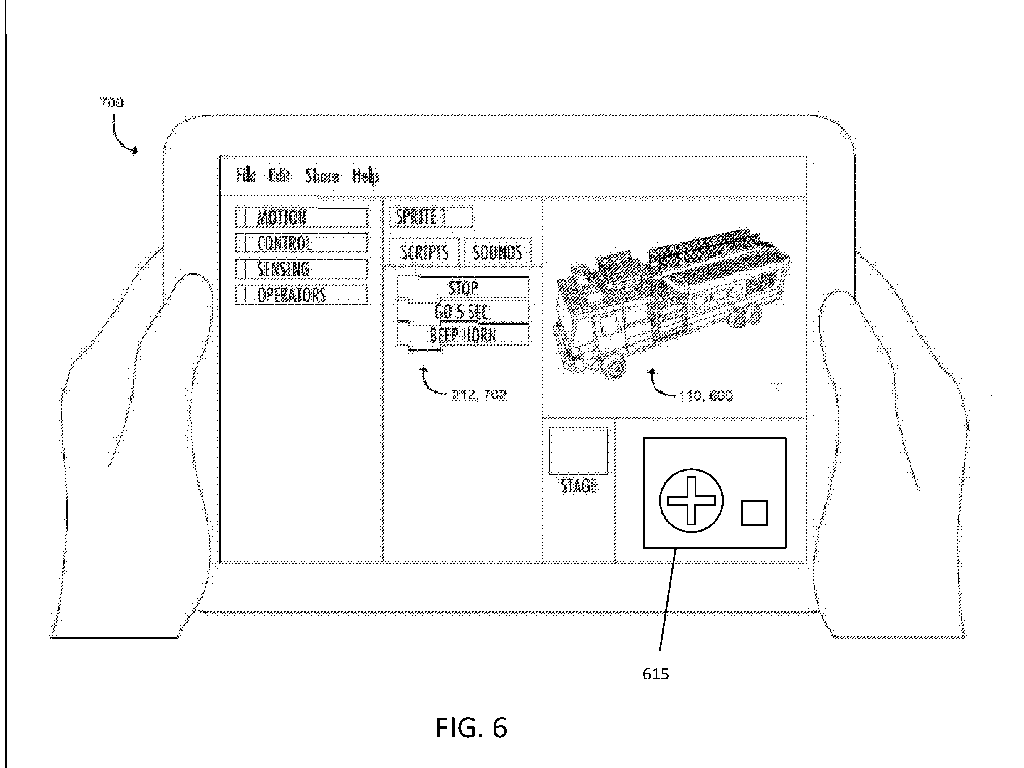 700
File Edit Share Help
MOTION
CONTROL
SENSING
OPERATORS
SPRITE 1
SCRIPTS SOUNDS
STOP
GO 5 SEC
BEEP HORN
212, 702
110, 600
STAGE
615
FIG. 6